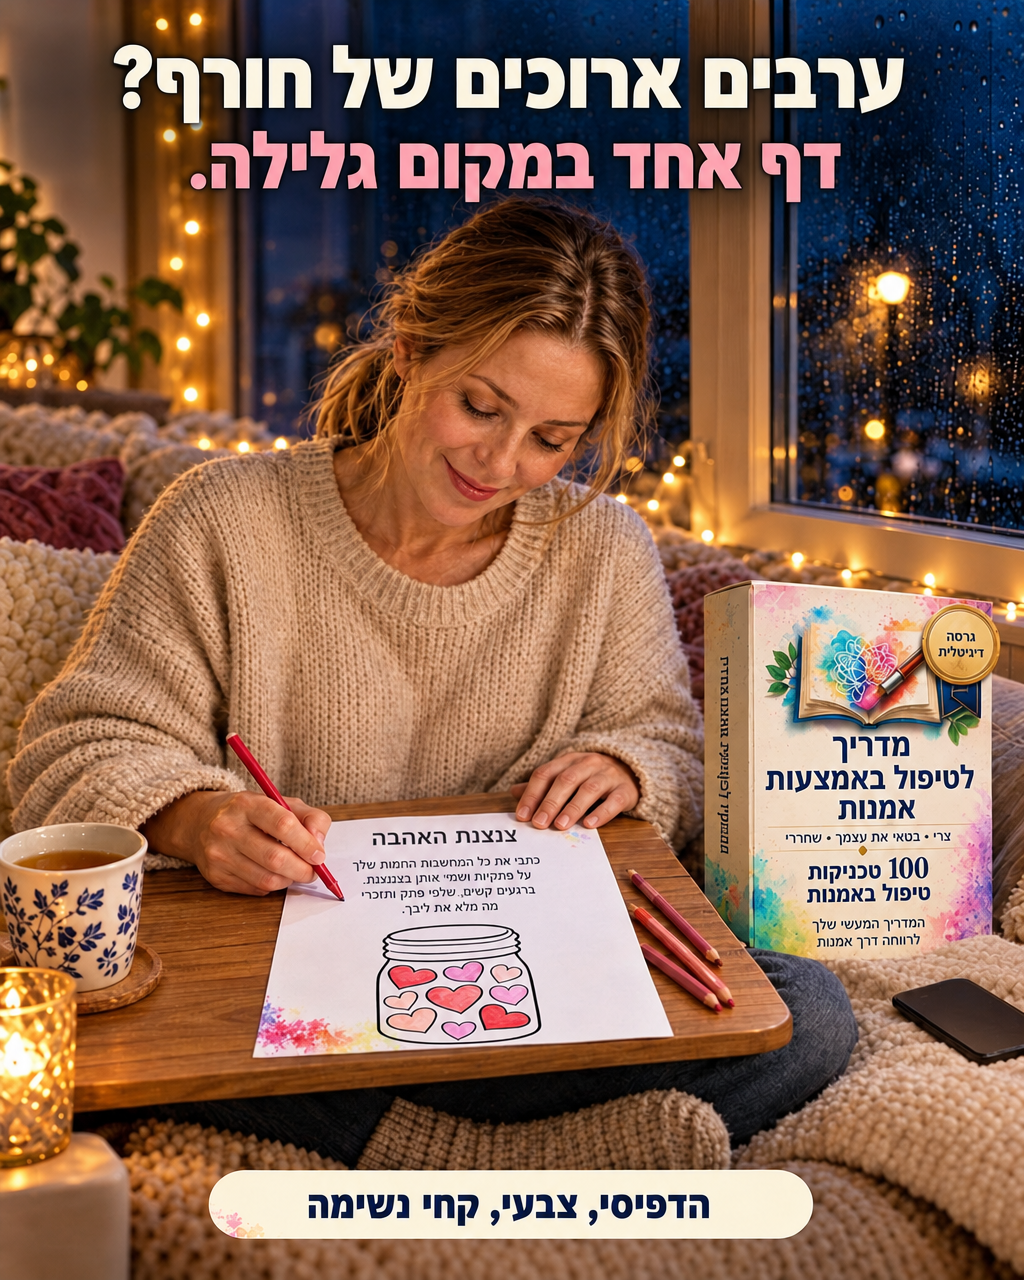 ערבים ארוכים של חורף?
דף אחד במקום גלילה.
צנצנת האהבה
כתבי את כל המחשבות החמות שלך
על פתקיות ושמי אותן בצנצנת.
ברגעים קשים, שלפי פתק ותזכרי
מה מלא את ליבך.
גרסה
דיגיטלית
מדריך
לטיפול באמצעות
אמנות
צרי • בטאי את עצמך • שחררי
100 טכניקות
טיפול באמנות
המדריך המעשי שלך
לרווחה דרך אמנות
הדפיסי, צבעי, קחי נשימה